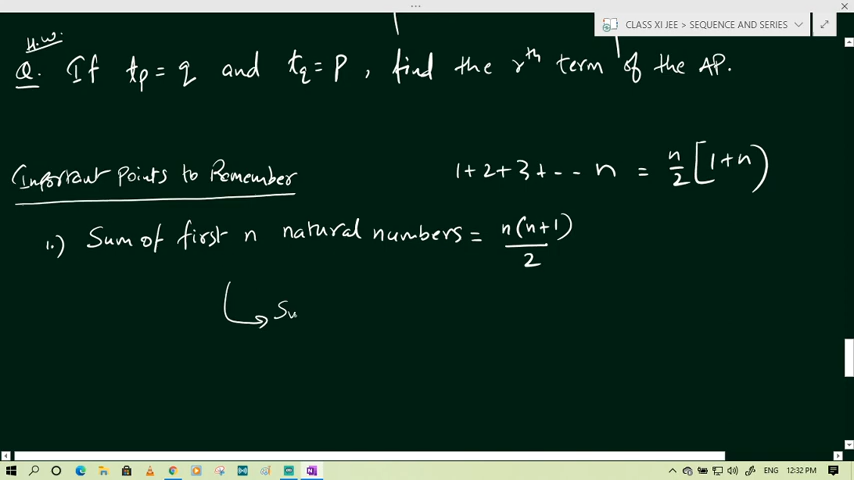 CLASS XI JEE > SEQUENCE AND SERIES
H.W.
Q. If tp = q and tq = P, find the rth term of the AP.
Important Points to Remember
1+2+3+-- n = n/2 [1+n)
1.) Sum of first n natural numbers = n(n+1)/2
ENG 12:32 PM